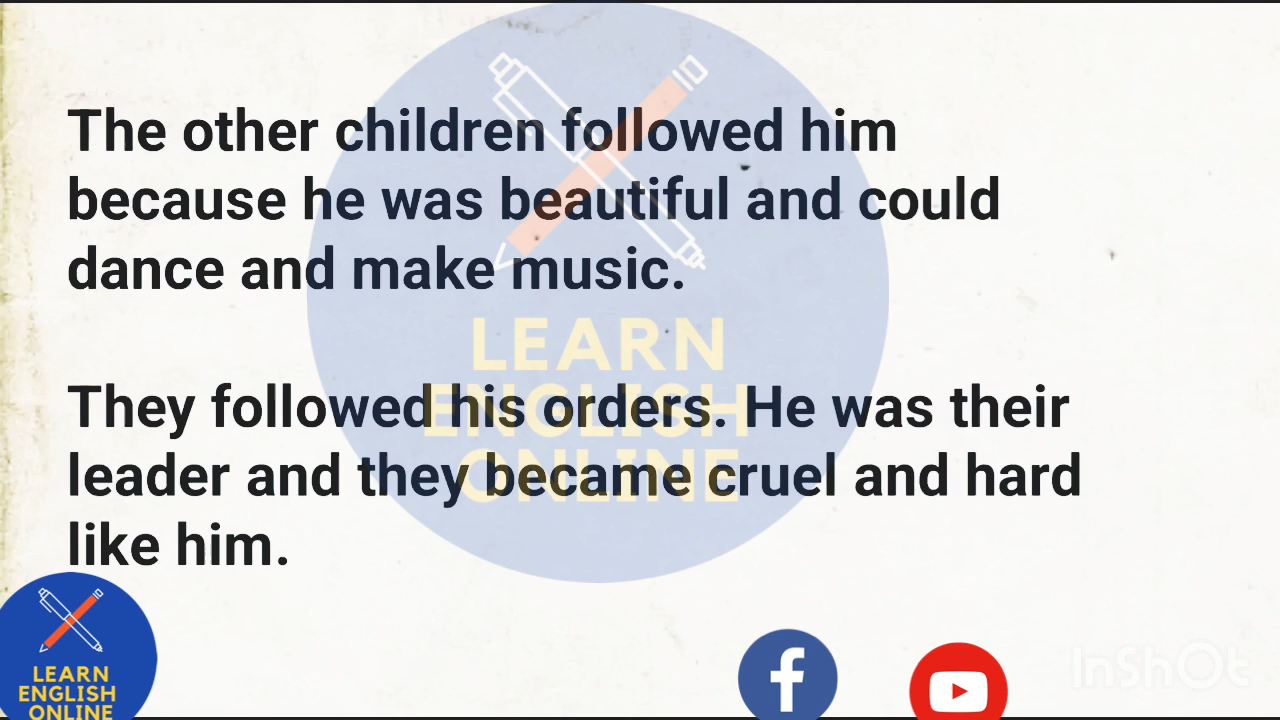 The other children followed him
because he was beautiful and could
dance and make music.
LEARN
ENGLISH
ONLINE
They followed his orders. He was their
leader and they became cruel and hard
like him.
LEARN
ENGLISH
ONLINE
InShOt